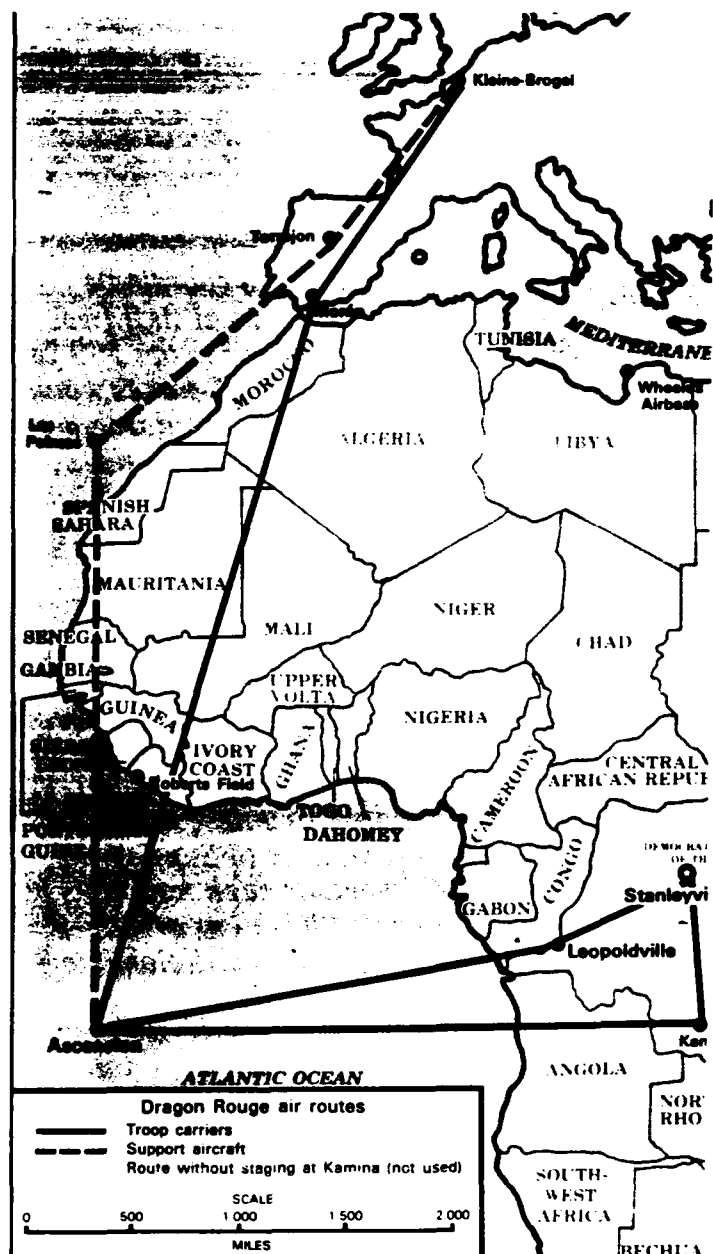 Kleine-Brogel
Torrejon
TUNISIA
MEDITERRANE
MOROCCO
Wheelus
Airbase
Las
Palmas
ALGERIA
LIBYA
SPANISH
SAHARA
MAURITANIA
MALI
NIGER
CHAD
SENEGAL
GAMBIA
UPPER
VOLTA
GUINEA
NIGERIA
IVORY
COAST
GHANA
CENTRAL
AFRICAN REPUB
CAMEROON
Roberts Field
TOGO
DAHOMEY
DEMOCRAT
CONGO
Stanleyvi
GABON
Leopoldville
Ascension
Kam
ATLANTIC OCEAN
ANGOLA
NOR
RHO
Dragon Rouge air routes
Troop carriers
Support aircraft
Route without staging at Kamina (not used)
SOUTH-
WEST
AFRICA
SCALE
0 500 1 000 1 500 2 000
MILES
BECHUA